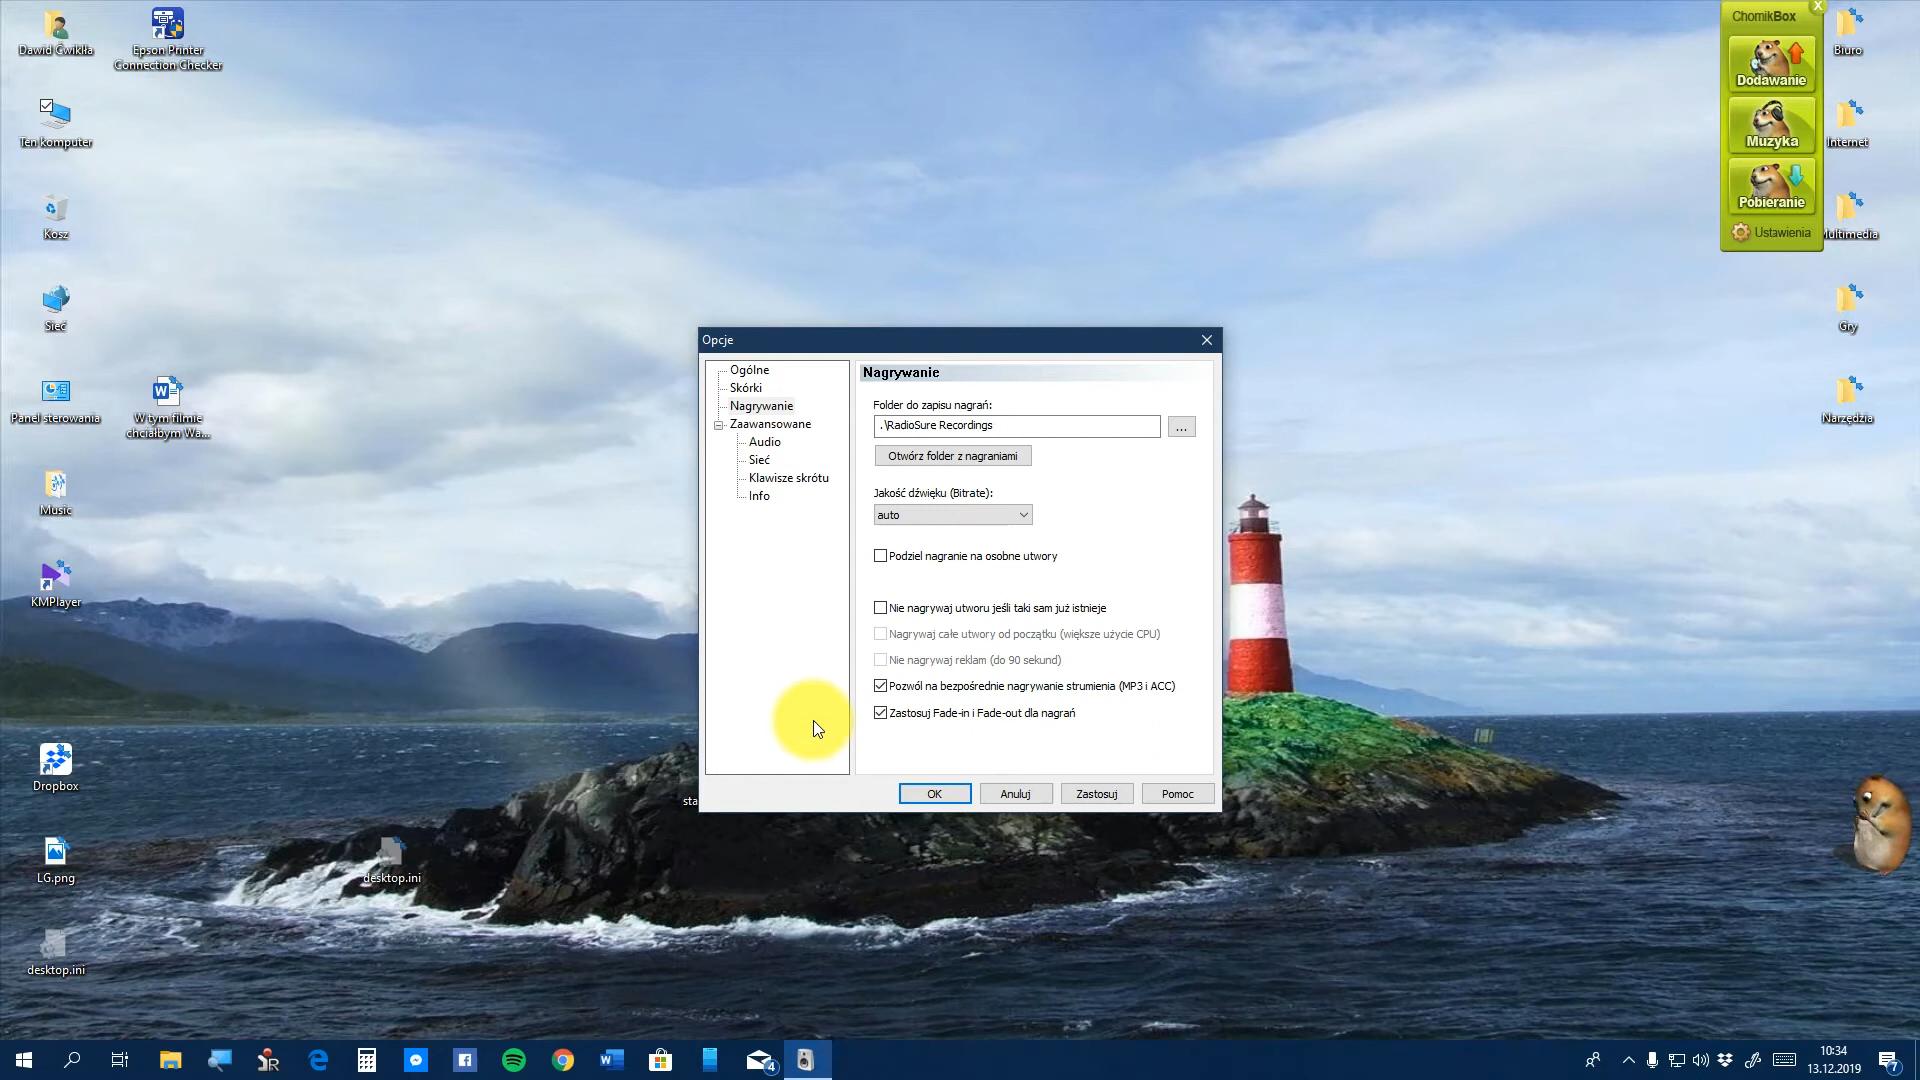 Dawid Ćwikła
Epson Printer
Connection Checker
Ten komputer
Kosz
Sieć
Panel sterowania
W tym filmie
chciałbym Wa...
Music
KMPlayer
Dropbox
LG.png
desktop.ini
desktop.ini
sta
Opcje
Ogólne
Skórki
Nagrywanie
Zaawansowane
Audio
Sieć
Klawisze skrótu
Info
Nagrywanie
Folder do zapisu nagrań:
.\RadioSure Recordings
...
Otwórz folder z nagraniami
Jakość dźwięku (Bitrate):
auto
Podziel nagranie na osobne utwory
Nie nagrywaj utworu jeśli taki sam już istnieje
Nagrywaj całe utwory od początku (większe użycie CPU)
Nie nagrywaj reklam (do 90 sekund)
Pozwól na bezpośrednie nagrywanie strumienia (MP3 i ACC)
Zastosuj Fade-in i Fade-out dla nagrań
OK
Anuluj
Zastosuj
Pomoc
ChomikBox
X
Dodawanie
Muzyka
Pobieranie
Ustawienia
Biuro
Internet
Multimedia
Gry
Narzędzia
4
10:34
13.12.2019
7